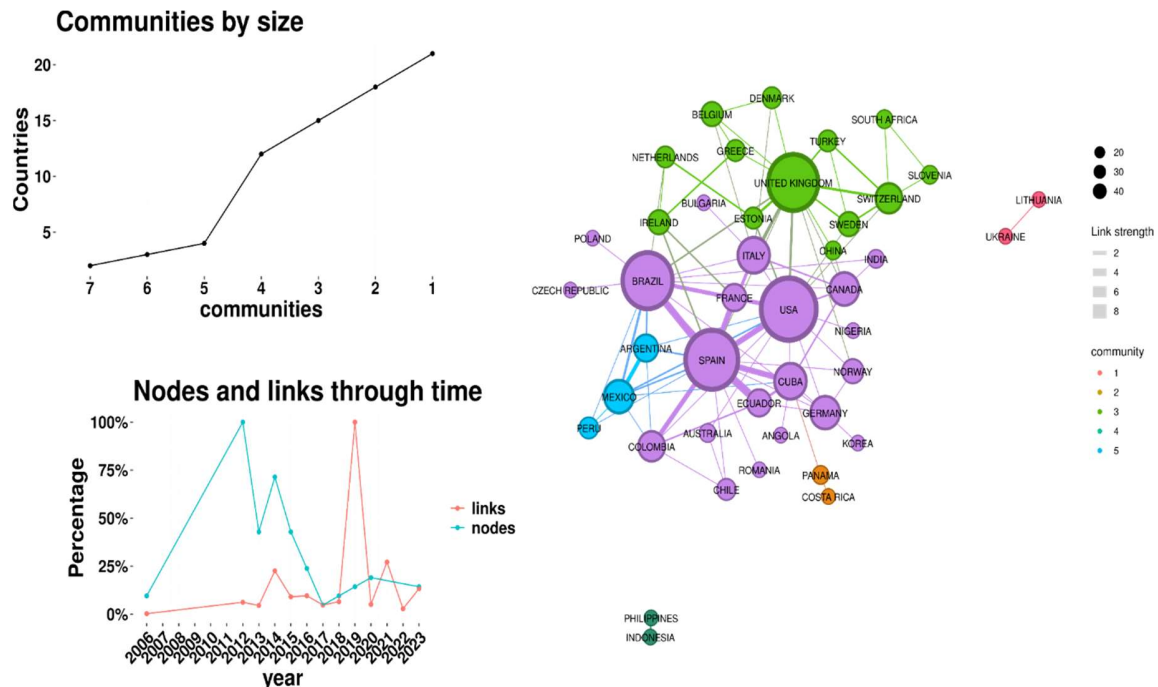 Communities by size
20
15
10
5
Countries
7 6 5 4 3 2 1
communities
Nodes and links through time
100%
75%
50%
25%
0%
Percentage
2006 2007 2008 2009 2010 2011 2012 2013 2014 2015 2016 2017 2018 2019 2020 2021 2022 2023
year
links
nodes
DENMARK
BELGIUM
SOUTH AFRICA
TURKEY
GREECE
NETHERLANDS
SLOVENIA
UNITED KINGDOM
SWITZERLAND
BULGARIA
ESTONIA
IRELAND
SWEDEN
POLAND
CHINA
ITALY
INDIA
BRAZIL
CZECH REPUBLIC
CANADA
FRANCE
USA
NIGERIA
ARGENTINA
SPAIN
NORWAY
CUBA
MEXICO
ECUADOR
GERMANY
PERU
AUSTRALIA
ANGOLA
KOREA
COLOMBIA
ROMANIA
PANAMA
CHILE
COSTA RICA
LITHUANIA
UKRAINE
PHILIPPINES
INDONESIA
20
30
40
Link strength
2
4
6
8
community
1
2
3
4
5